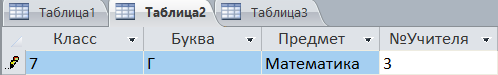 Таблица1 Таблица2 Таблица3
Класс Буква Предмет №Учителя
7 Г Математика 3